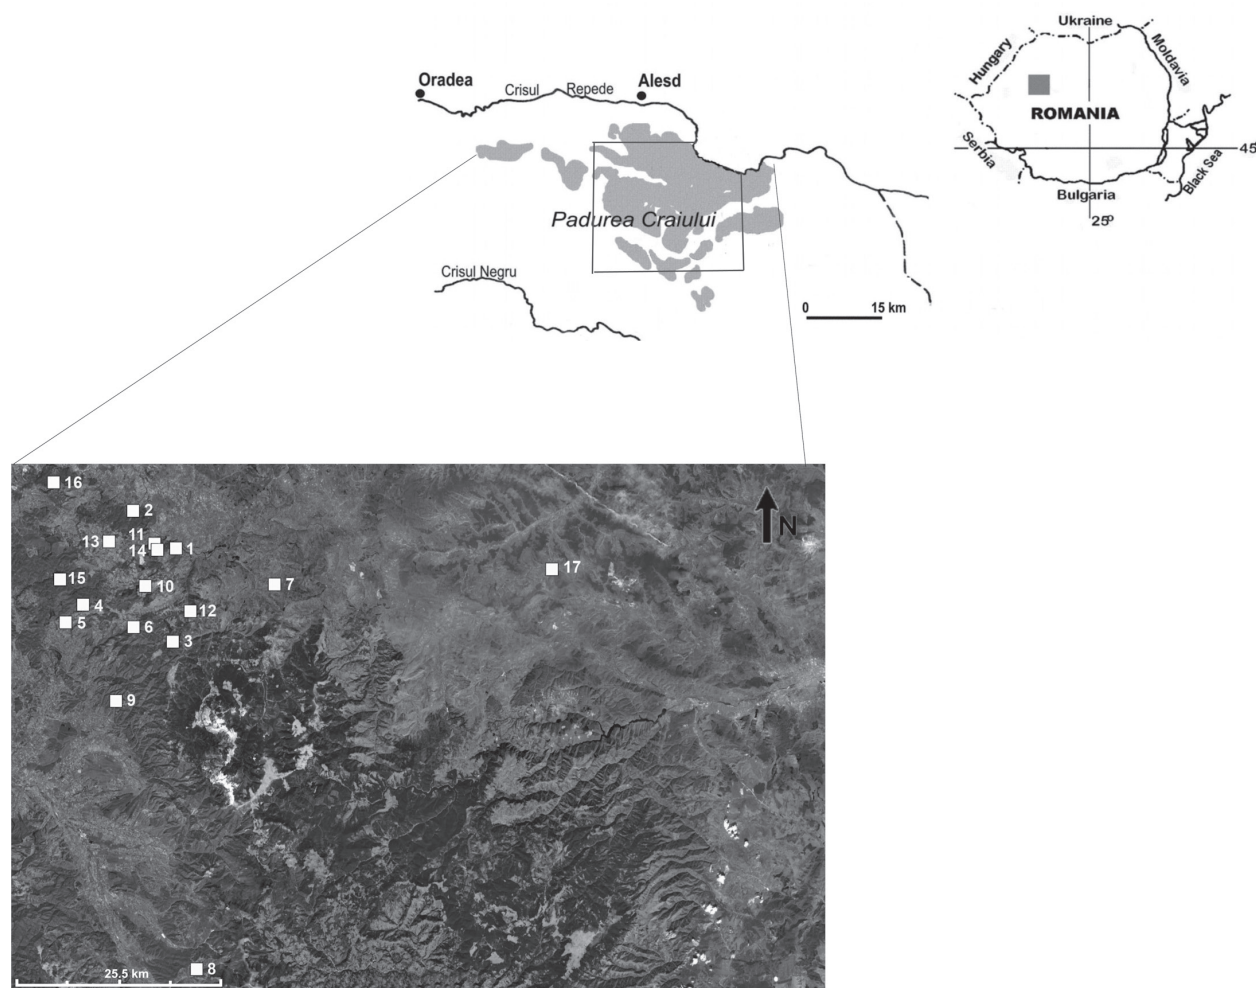 Ukraine
Hungary
Moldavia
ROMANIA
Serbia
45
Black Sea
Bulgaria
25º
Oradea
Crisul Repede
Alesd
Padurea Craiului
Crisul Negru
0 15 km
16
2
13
11
14
1
N
17
15
10
7
4
12
5
6
3
9
8
25.5 km